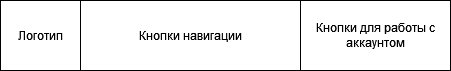 Логотип
Кнопки навигации
Кнопки для работы с
аккаунтом